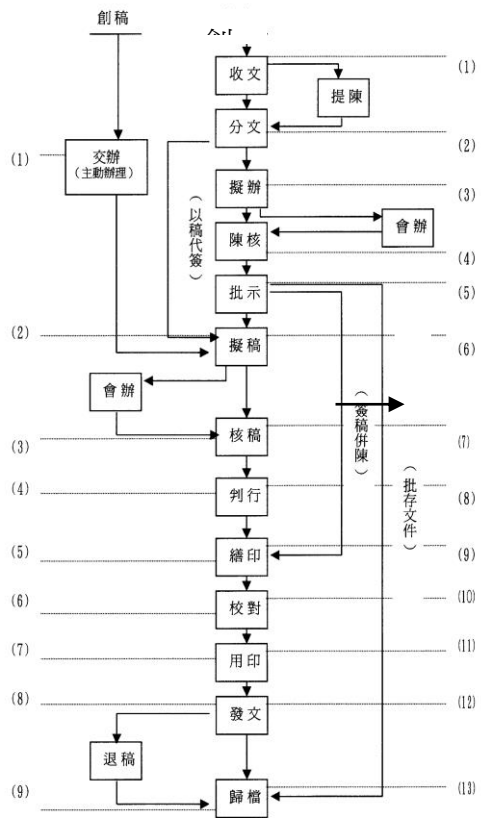 創稿
(1)
收文
提陳
(1)
交辦
(主動辦理)
分文
(2)
擬辦
(3)
會辦
(以稿代簽)
陳核
(4)
批示
(5)
(2)
擬稿
(6)
會辦
(簽稿併陳)
(3)
核稿
(7)
(批存文件)
(4)
判行
(8)
(5)
繕印
(9)
(6)
校對
(10)
(7)
用印
(11)
(8)
發文
(12)
退稿
(9)
歸檔
(13)